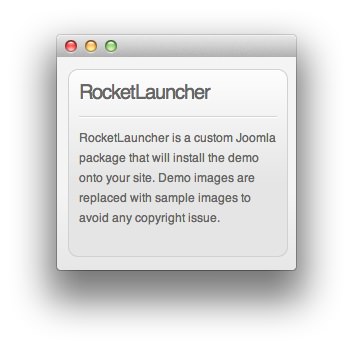 RocketLauncher
RocketLauncher is a custom Joomla
package that will install the demo
onto your site. Demo images are
replaced with sample images to
avoid any copyright issue.